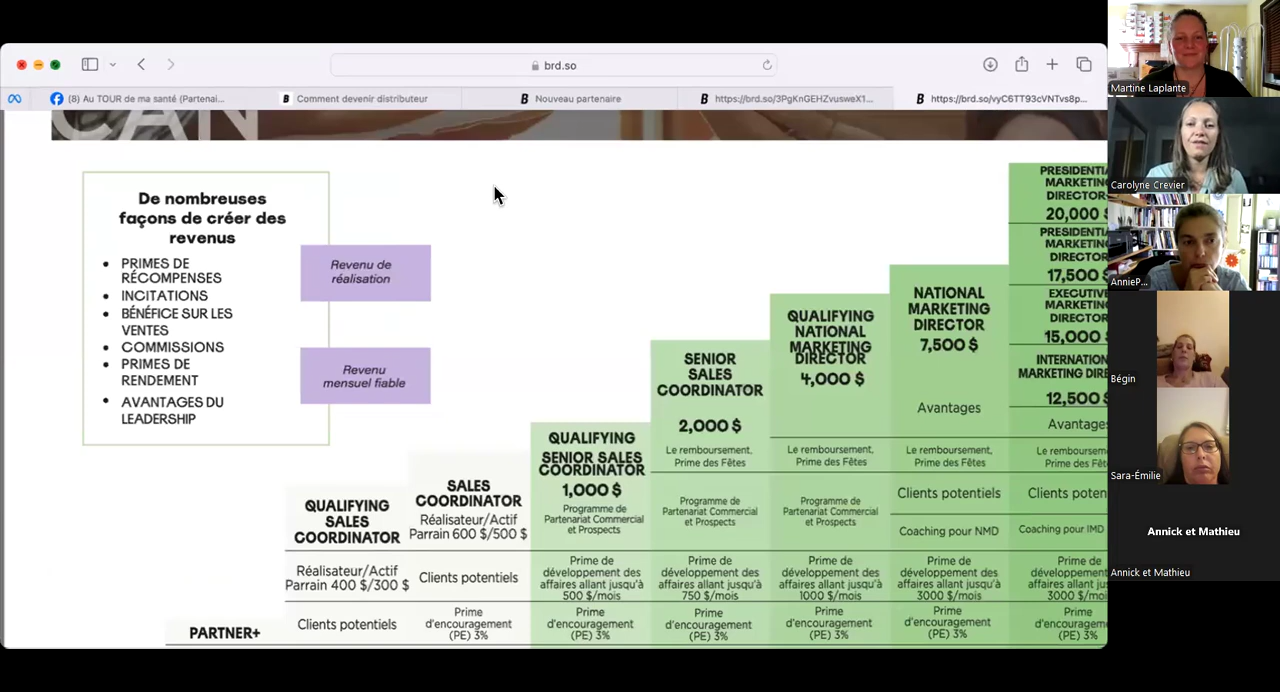 brd.so
(8) Au TOUR de ma santé (Partenai...
Comment devenir distributeur
Nouveau partenaire
https://brd.so/3PgKnGEHZvusweX1...
https://brd.so/vyC6TT93cVNTvs8p...
CAN
De nombreuses
façons de créer des
revenus
• PRIMES DE
RÉCOMPENSES
• INCITATIONS
• BÉNÉFICE SUR LES
VENTES
• COMMISSIONS
• PRIMES DE
RENDEMENT
• AVANTAGES DU
LEADERSHIP
Revenu de
réalisation
Revenu
mensuel fiable
PARTNER+
QUALIFYING
SALES
COORDINATOR
Réalisateur/Actif
Parrain 400 $/300 $
Clients potentiels
SALES
COORDINATOR
Réalisateur/Actif
Parrain 600 $/500 $
Clients potentiels
Prime
d'encouragement
(PE) 3%
QUALIFYING
SENIOR SALES
COORDINATOR
1,000 $
Programme de
Partenariat Commercial
et Prospects
Prime de
développement des
affaires allant jusqu'à
500 $/mois
Prime
d'encouragement
(PE) 3%
SENIOR
SALES
COORDINATOR
2,000 $
Le remboursement,
Prime des Fêtes
Programme de
Partenariat Commercial
et Prospects
Prime de
développement des
affaires allant jusqu'à
750 $/mois
Prime
d'encouragement
(PE) 3%
QUALIFYING
NATIONAL
MARKETING
DIRECTOR
4,000 $
Le remboursement,
Prime des Fêtes
Programme de
Partenariat Commercial
et Prospects
Prime de
développement des
affaires allant jusqu'à
1000 $/mois
Prime
d'encouragement
(PE) 3%
NATIONAL
MARKETING
DIRECTOR
7,500 $
Avantages
Le remboursement,
Prime des Fêtes
Clients potentiels
Coaching pour NMD
Prime de
développement des
affaires allant jusqu'à
3000 $/mois
Prime
d'encouragement
(PE) 3%
PRESIDENTIA
MARKETING
DIRECTOR
20,000 $
PRESIDENTIA
MARKETING
DIRECTOR
17,500 $
EXECUTIVE
MARKETING
DIRECTOR
15,000 $
INTERNATION
MARKETING DIRE
12,500 $
Avantages
Le rembourseme
Prime des Fêt
Clients poten
Coaching pour IMD
Prime de
développement des
affaires allant jusqu'à
3000 $/mois
Prime
d'encouragem
(PE) 3%
Martine Laplante
Carolyne Crevier
AnnieP...
Bégin
Sara-Émilie
Annick et Mathieu
Annick et Mathieu